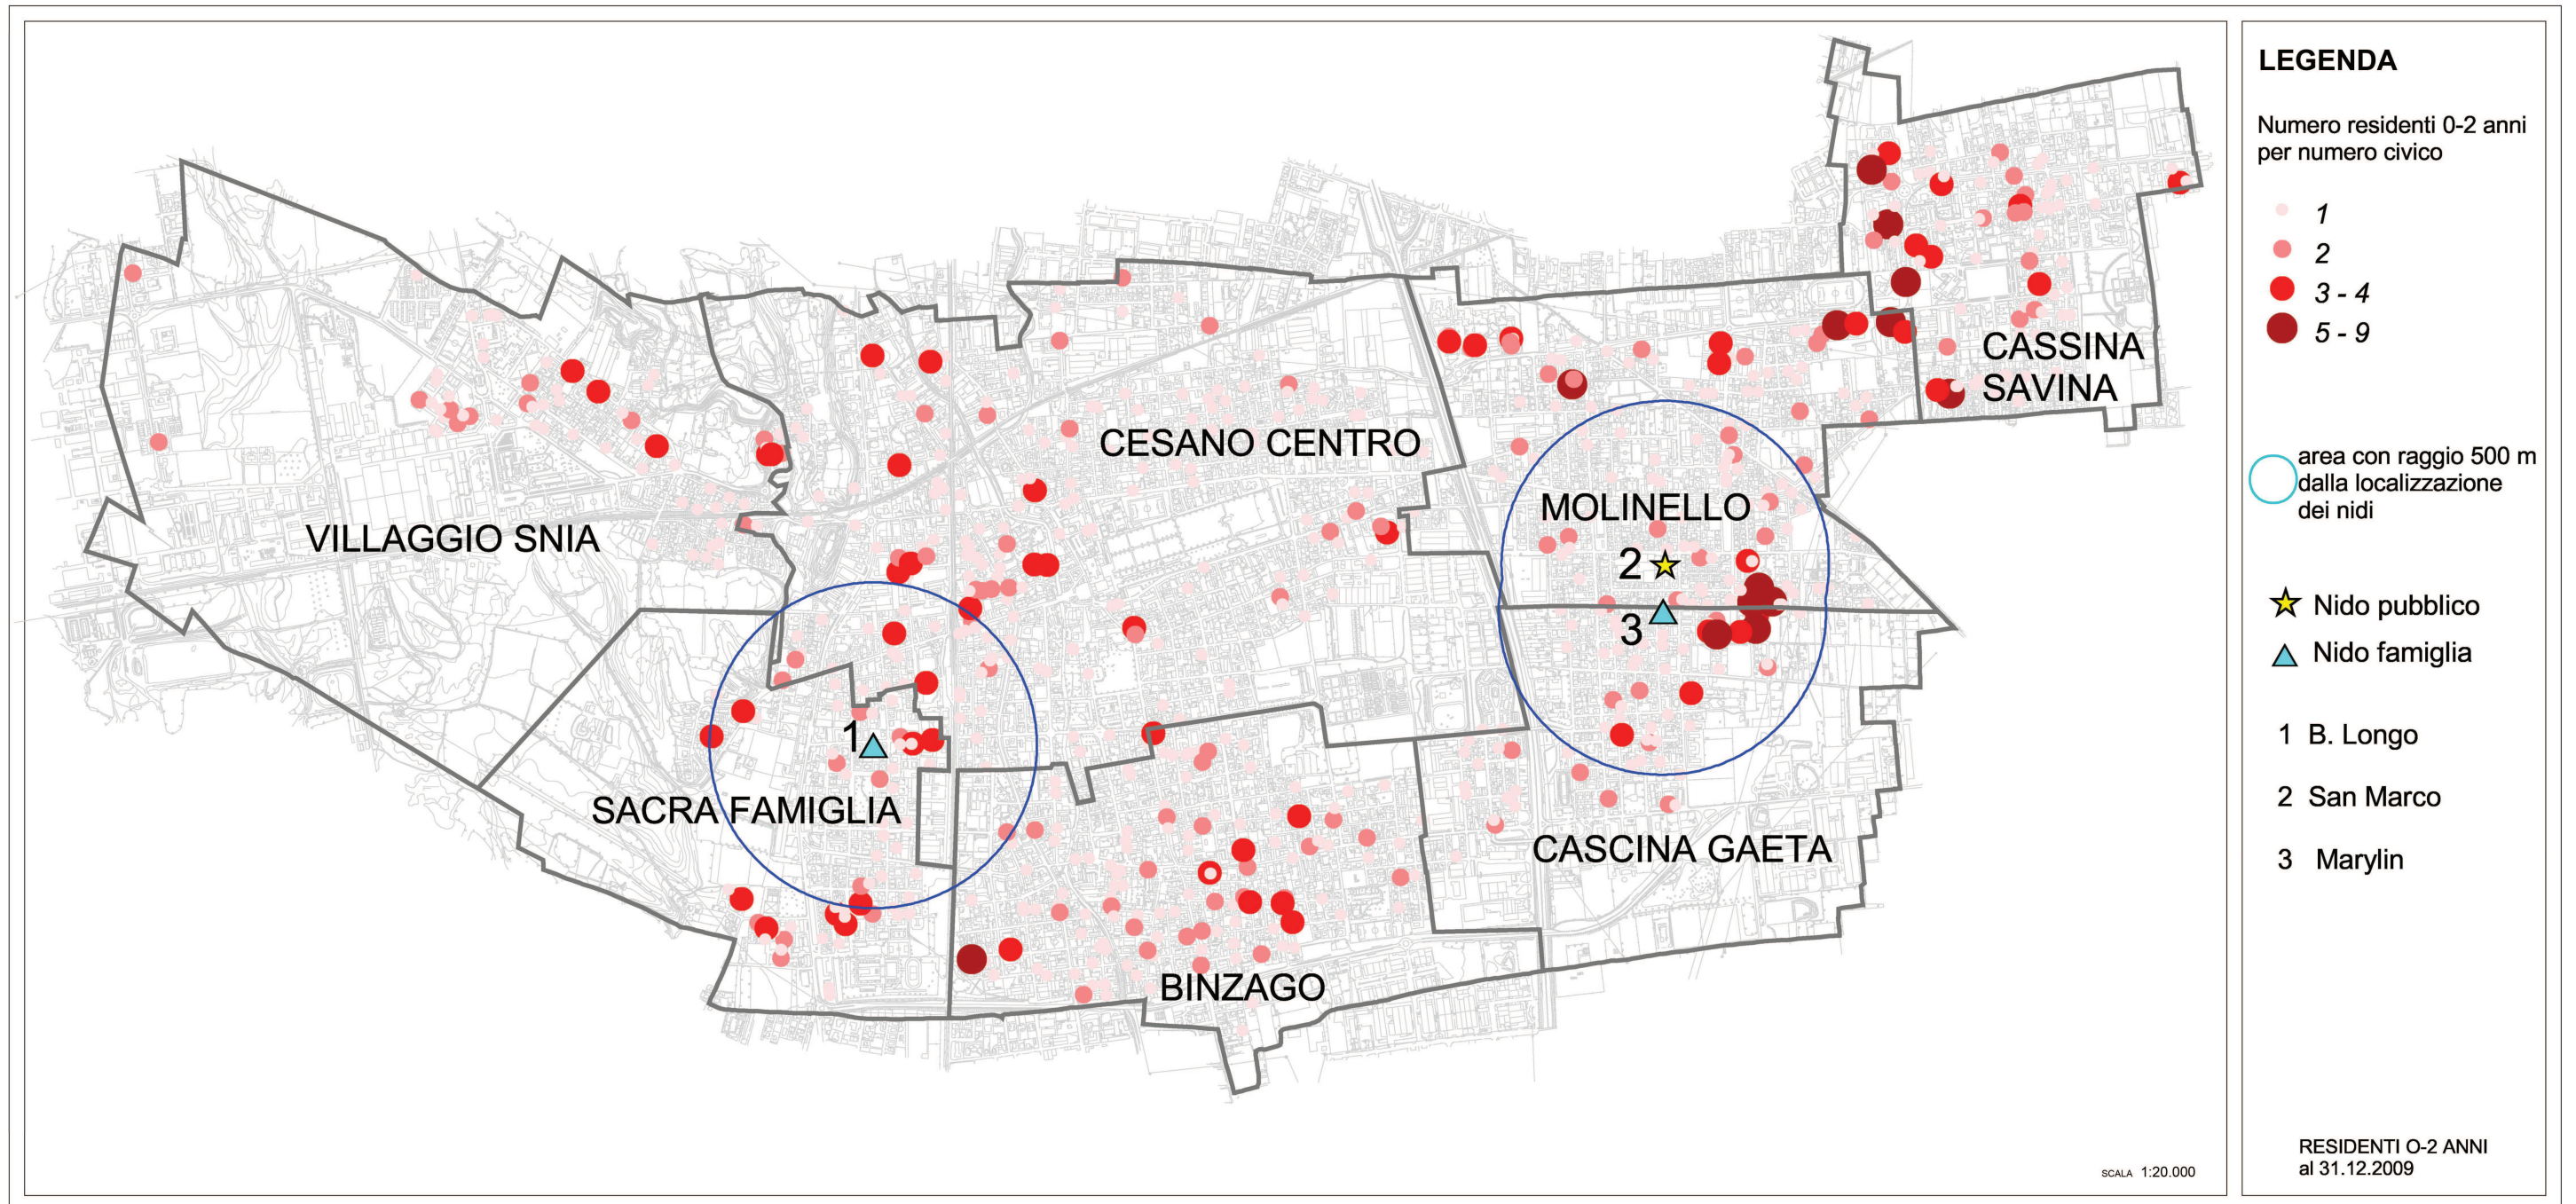 VILLAGGIO SNIA
CESANO CENTRO
MOLINELLO
CASSINA
SAVINA
SACRA FAMIGLIA
BINZAGO
CASCINA GAETA
1
2
3
SCALA 1:20.000
LEGENDA
Numero residenti 0-2 anni
per numero civico
1
2
3 - 4
5 - 9
area con raggio 500 m
dalla localizzazione
dei nidi
Nido pubblico
Nido famiglia
1 B. Longo
2 San Marco
3 Marylin
RESIDENTI O-2 ANNI
al 31.12.2009